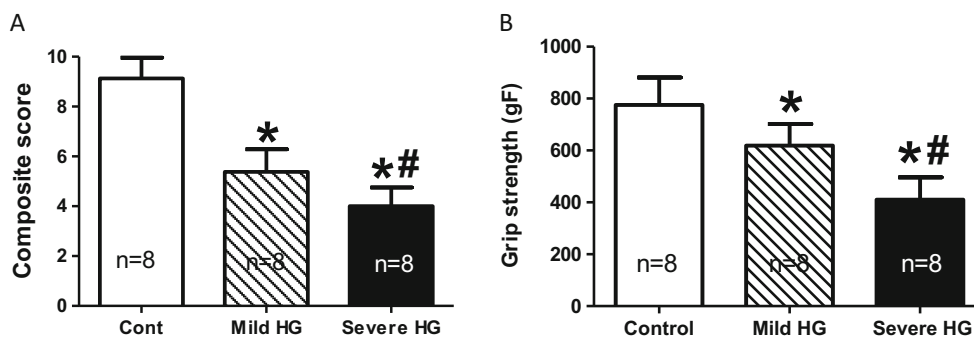 A
Composite score
10
8
6
4
2
0
*
*#
n=8
n=8
n=8
Cont
Mild HG
Severe HG
B
Grip strength (gF)
1000
800
600
400
200
0
*
*#
n=8
n=8
n=8
Control
Mild HG
Severe HG